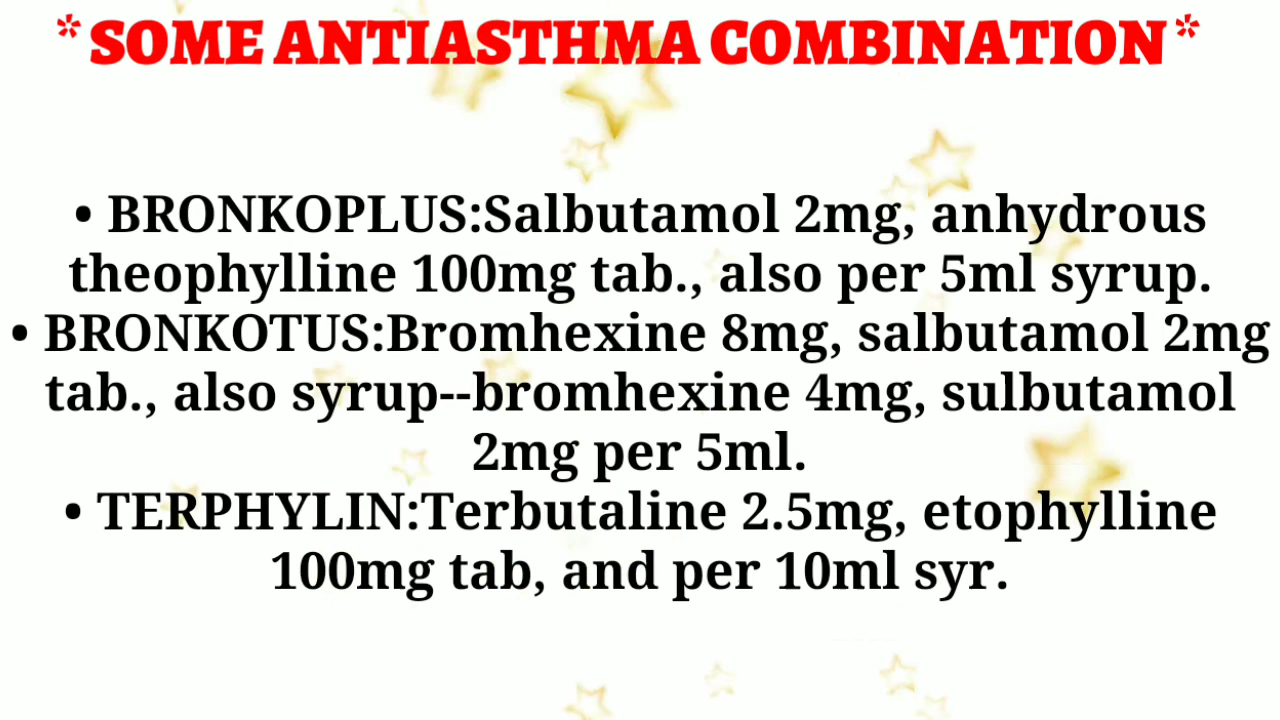 *SOME ANTIASTHMA COMBINATION*
• BRONKOPLUS:Salbutamol 2mg, anhydrous
theophylline 100mg tab., also per 5ml syrup.
• BRONKOTUS:Bromhexine 8mg, salbutamol 2mg
tab., also syrup--bromhexine 4mg, sulbutamol
2mg per 5ml.
• TERPHYLIN:Terbutaline 2.5mg, etophylline
100mg tab, and per 10ml syr.